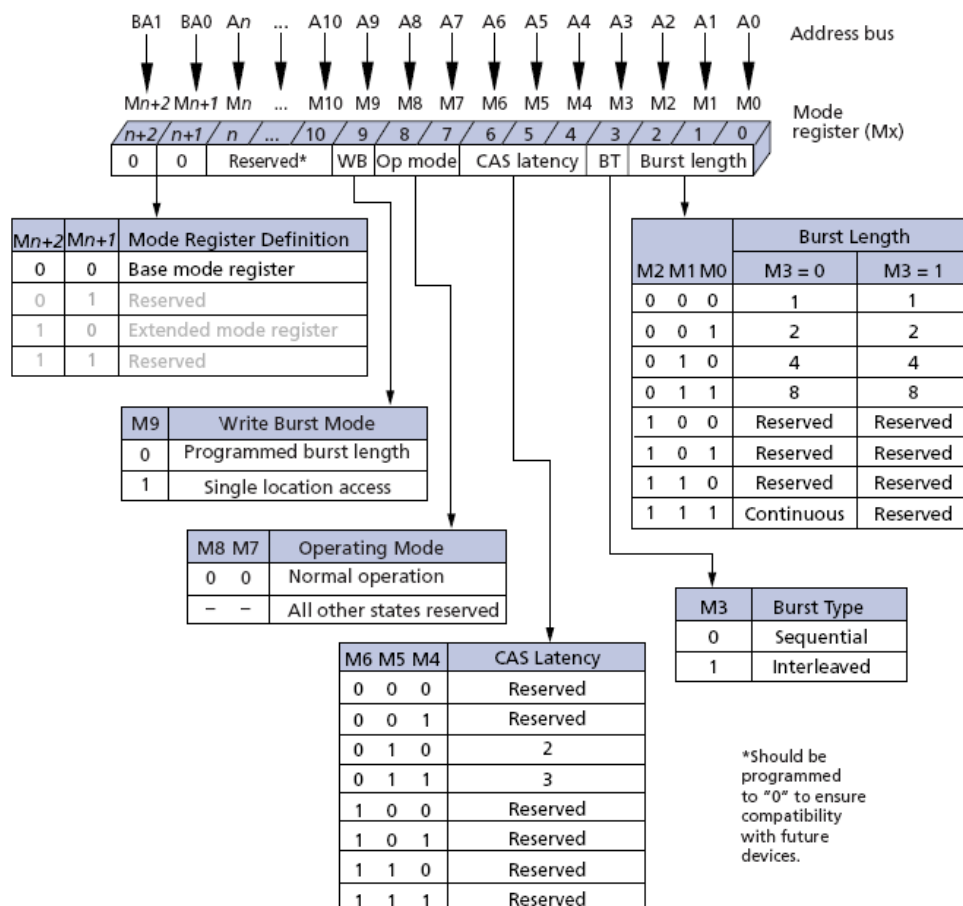 BA1 BA0 An ... A10 A9 A8 A7 A6 A5 A4 A3 A2 A1 A0
Address bus
Mn+2 Mn+1 Mn ... M10 M9 M8 M7 M6 M5 M4 M3 M2 M1 M0
Mode
register (Mx)
n+2 n+1 n ... 10 9 8 7 6 5 4 3 2 1 0
0 0 Reserved* WB Op mode CAS latency BT Burst length
Mn+2 Mn+1 Mode Register Definition
0 0 Base mode register
0 1 Reserved
1 0 Extended mode register
1 1 Reserved
Burst Length
M2 M1 M0 M3 = 0 M3 = 1
0 0 0 1 1
0 0 1 2 2
0 1 0 4 4
0 1 1 8 8
1 0 0 Reserved Reserved
1 0 1 Reserved Reserved
1 1 0 Reserved Reserved
1 1 1 Continuous Reserved
M9 Write Burst Mode
0 Programmed burst length
1 Single location access
M8 M7 Operating Mode
0 0 Normal operation
– – All other states reserved
M3 Burst Type
0 Sequential
1 Interleaved
M6 M5 M4 CAS Latency
0 0 0 Reserved
0 0 1 Reserved
0 1 0 2
0 1 1 3
1 0 0 Reserved
1 0 1 Reserved
1 1 0 Reserved
1 1 1 Reserved
*Should be
programmed
to "0" to ensure
compatibility
with future
devices.